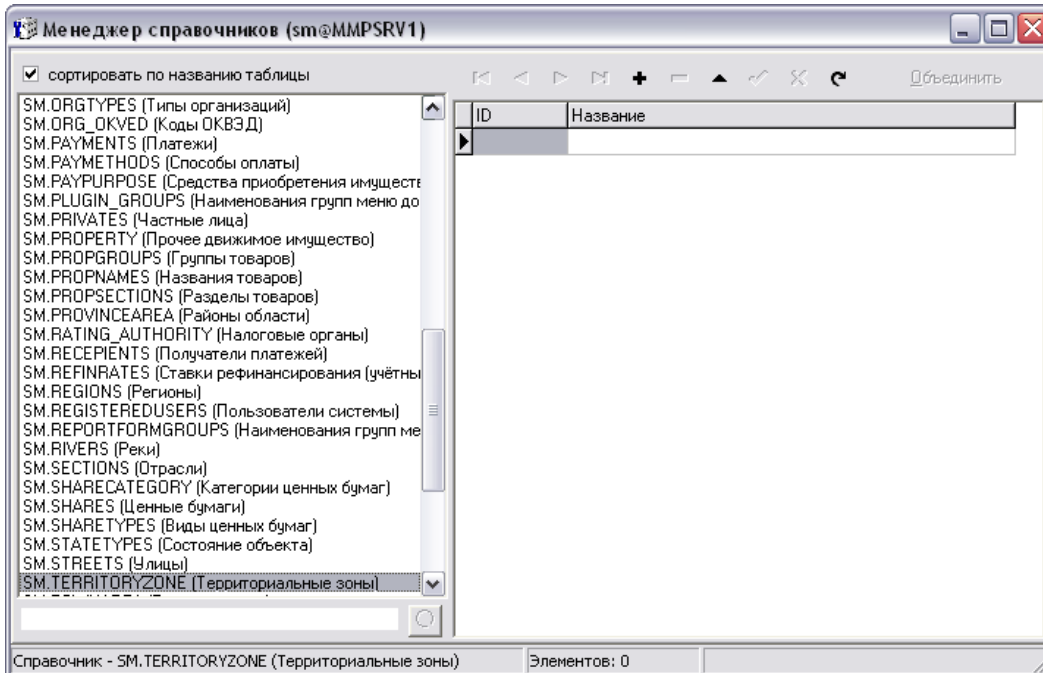 Менеджер справочников (sm@MMPSRV1)
сортировать по названию таблицы
Объединить
SM.ORGTYPES (Типы организаций)
SM.ORG_OKVED (Коды ОКВЭД)
SM.PAYMENTS (Платежи)
SM.PAYMETHODS (Способы оплаты)
SM.PAYPURPOSE (Средства приобретения имуществ
SM.PLUGIN_GROUPS (Наименования групп меню до
SM.PRIVATES (Частные лица)
SM.PROPERTY (Прочее движимое имущество)
SM.PROPGROUPS (Группы товаров)
SM.PROPNAMES (Названия товаров)
SM.PROPSECTIONS (Разделы товаров)
SM.PROVINCEAREA (Районы области)
SM.RATING_AUTHORITY (Налоговые органы)
SM.RECEPIENTS (Получатели платежей)
SM.REFINRATES (Ставки рефинансирования (учётны
SM.REGIONS (Регионы)
SM.REGISTEREDUSERS (Пользователи системы)
SM.REPORTFORMGROUPS (Наименования групп ме
SM.RIVERS (Реки)
SM.SECTIONS (Отрасли)
SM.SHARECATEGORY (Категории ценных бумаг)
SM.SHARES (Ценные бумаги)
SM.SHARETYPES (Виды ценных бумаг)
SM.STATETYPES (Состояние объекта)
SM.STREETS (Улицы)
SM.TERRITORYZONE (Территориальные зоны)
ID Название
Справочник - SM.TERRITORYZONE (Территориальные зоны) Элементов: 0